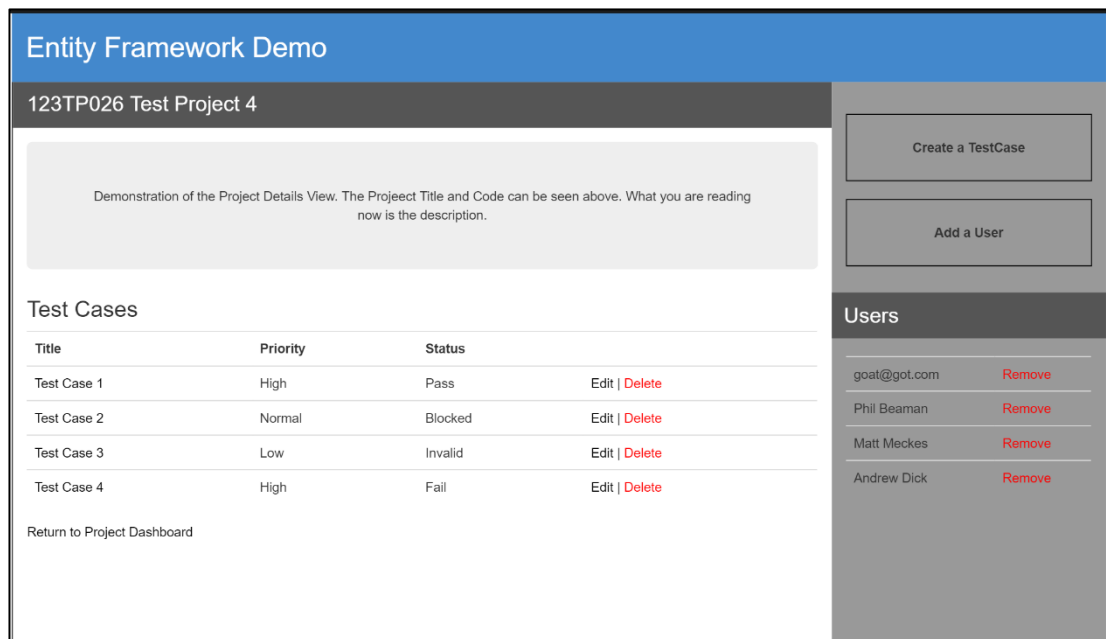 Entity Framework Demo
123TP026 Test Project 4
Demonstration of the Project Details View. The Projeect Title and Code can be seen above. What you are reading
now is the description.
Test Cases
Title Priority Status
Test Case 1 High Pass Edit | Delete
Test Case 2 Normal Blocked Edit | Delete
Test Case 3 Low Invalid Edit | Delete
Test Case 4 High Fail Edit | Delete
Return to Project Dashboard
Create a TestCase
Add a User
Users
goat@got.com Remove
Phil Beaman Remove
Matt Meckes Remove
Andrew Dick Remove